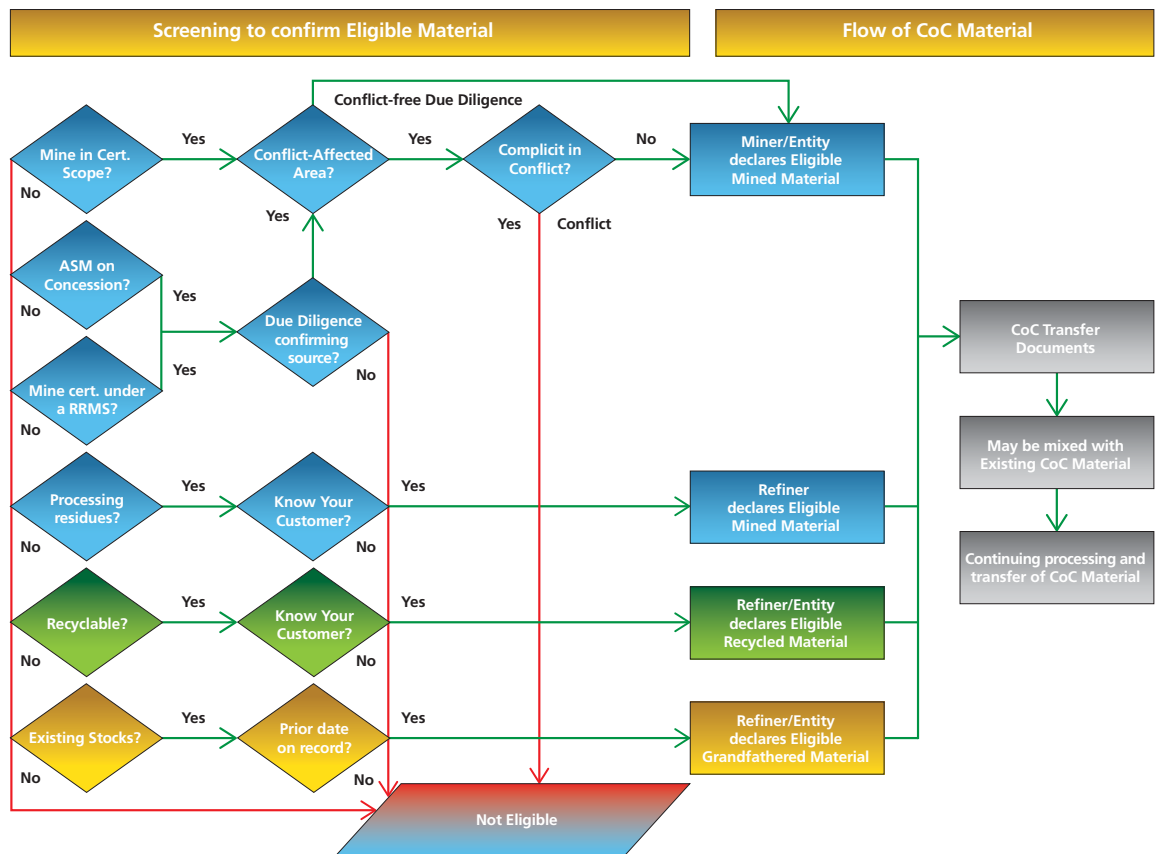 Screening to confirm Eligible Material
Flow of CoC Material
Conflict-free Due Diligence
Mine in Cert.
Scope?
Yes
No
Conflict-Affected
Area?
Yes
Complicit in
Conflict?
No
Miner/Entity
declares Eligible
Mined Material
Yes
Yes
Conflict
ASM on
Concession?
Yes
No
Due Diligence
confirming
source?
No
Mine cert. under
a RRMS?
Yes
No
CoC Transfer
Documents
May be mixed with
Existing CoC Material
Continuing processing and
transfer of CoC Material
Processing
residues?
Yes
No
Know Your
Customer?
Yes
No
Refiner
declares Eligible
Mined Material
Recyclable?
Yes
No
Know Your
Customer?
Yes
No
Refiner/Entity
declares Eligible
Recycled Material
Existing Stocks?
Yes
No
Prior date
on record?
Yes
No
Refiner/Entity
declares Eligible
Grandfathered Material
Not Eligible